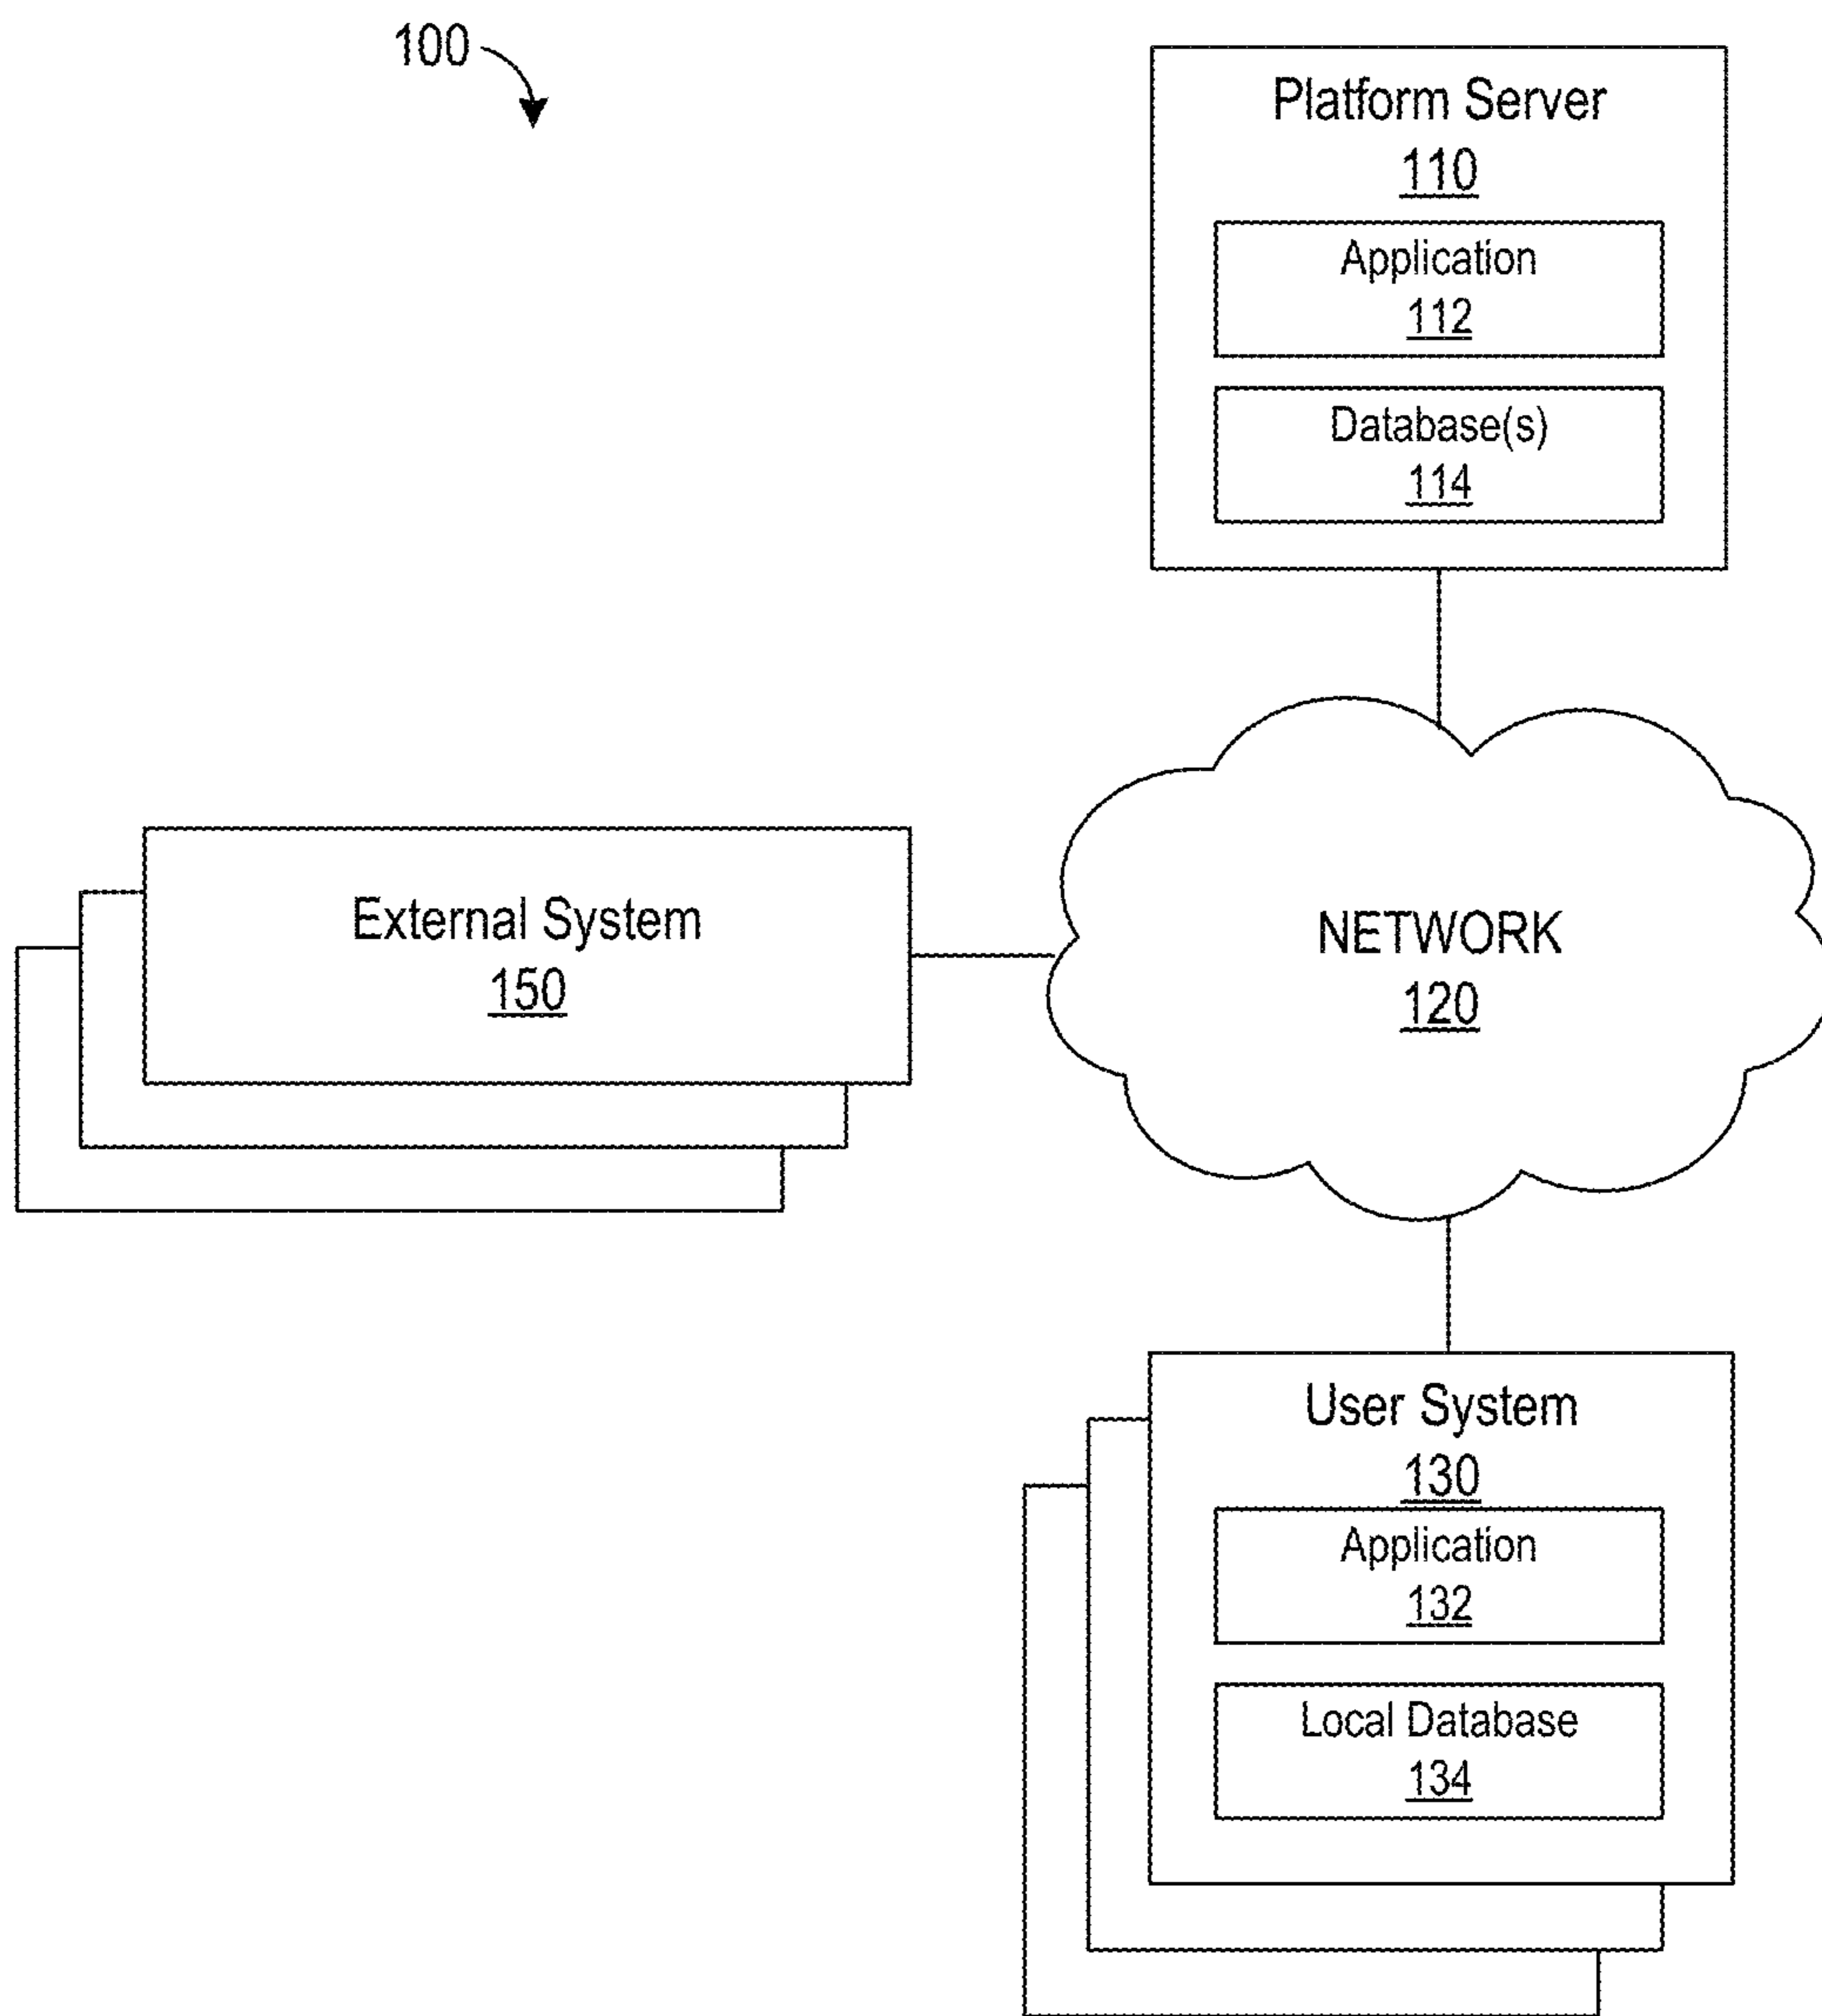 100
Platform Server
110
Application
112
Database(s)
114
External System
150
NETWORK
120
User System
130
Application
132
Local Database
134